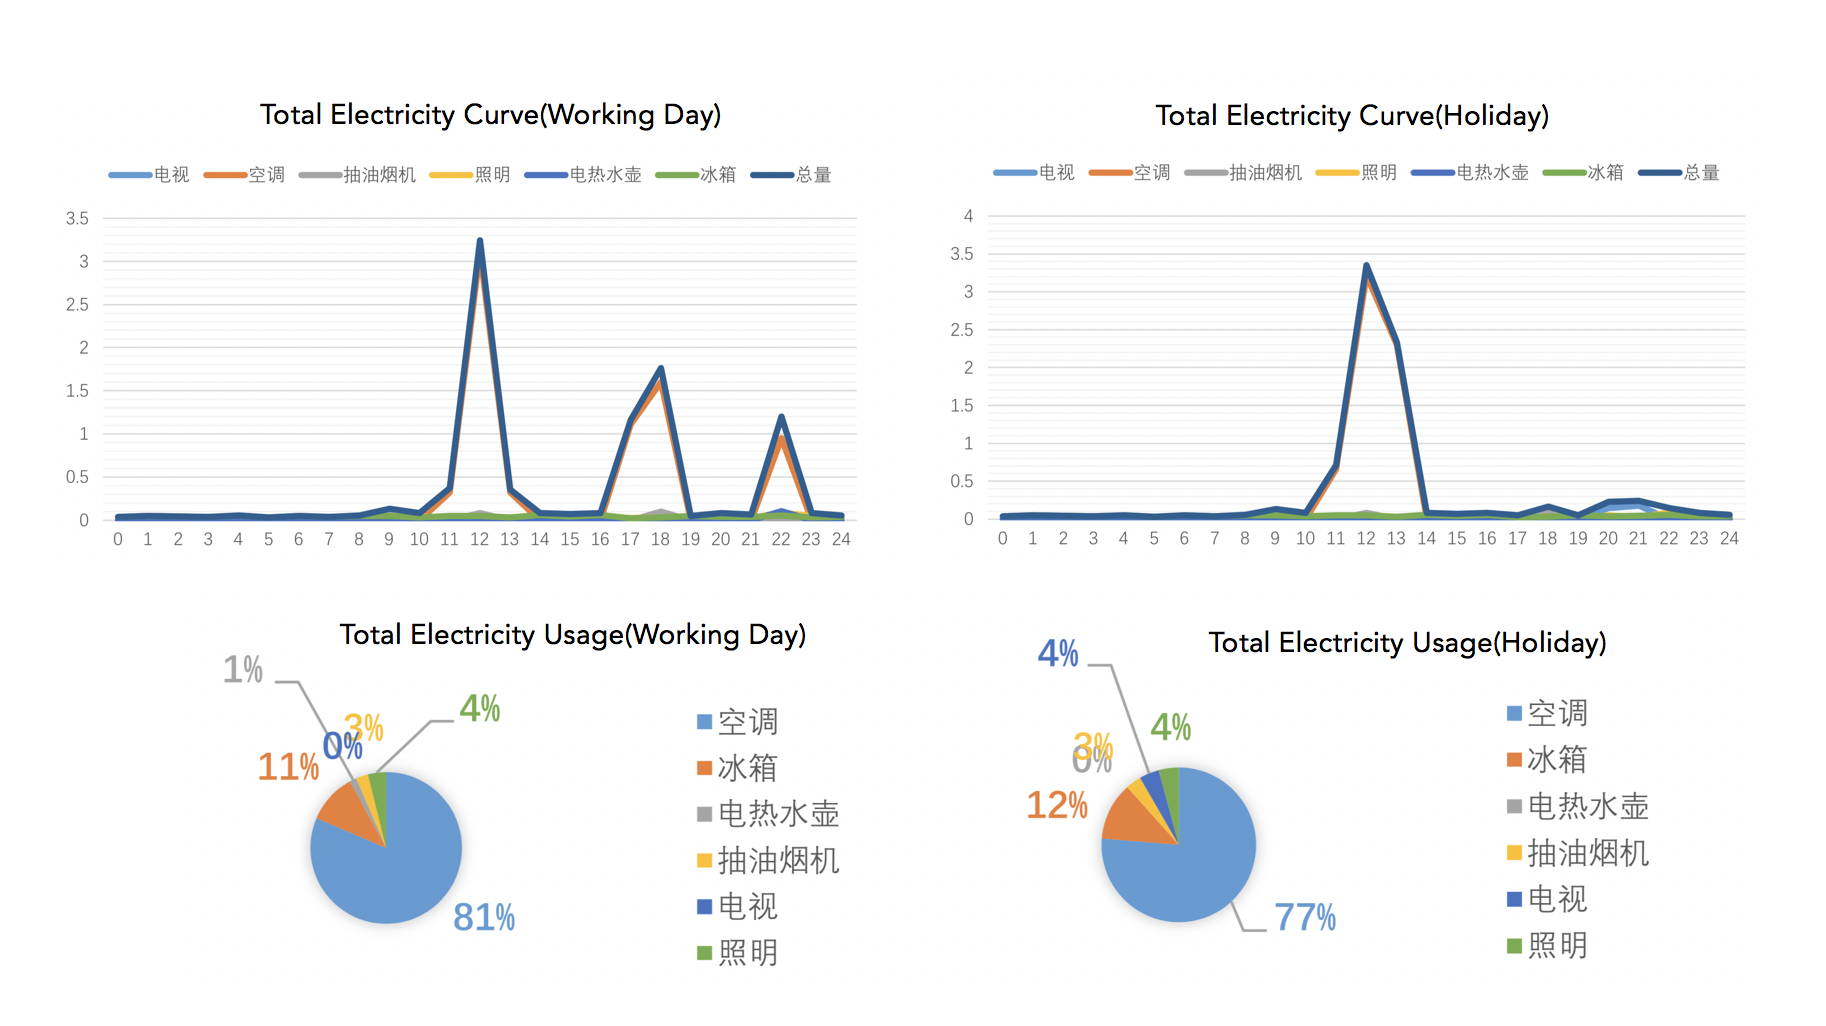 Total Electricity Curve(Working Day)
电视 空调 抽油烟机 照明 电热水壶 冰箱 总量
3.5
3
2.5
2
1.5
1
0.5
0
0 1 2 3 4 5 6 7 8 9 10 11 12 13 14 15 16 17 18 19 20 21 22 23 24
Total Electricity Curve(Holiday)
电视 空调 抽油烟机 照明 电热水壶 冰箱 总量
4
3.5
3
2.5
2
1.5
1
0.5
0
0 1 2 3 4 5 6 7 8 9 10 11 12 13 14 15 16 17 18 19 20 21 22 23 24
Total Electricity Usage(Working Day)
1%
4%
3%
0%
11%
81%
空调
冰箱
电热水壶
抽油烟机
电视
照明
Total Electricity Usage(Holiday)
4%
4%
3%
0%
12%
77%
空调
冰箱
电热水壶
抽油烟机
电视
照明